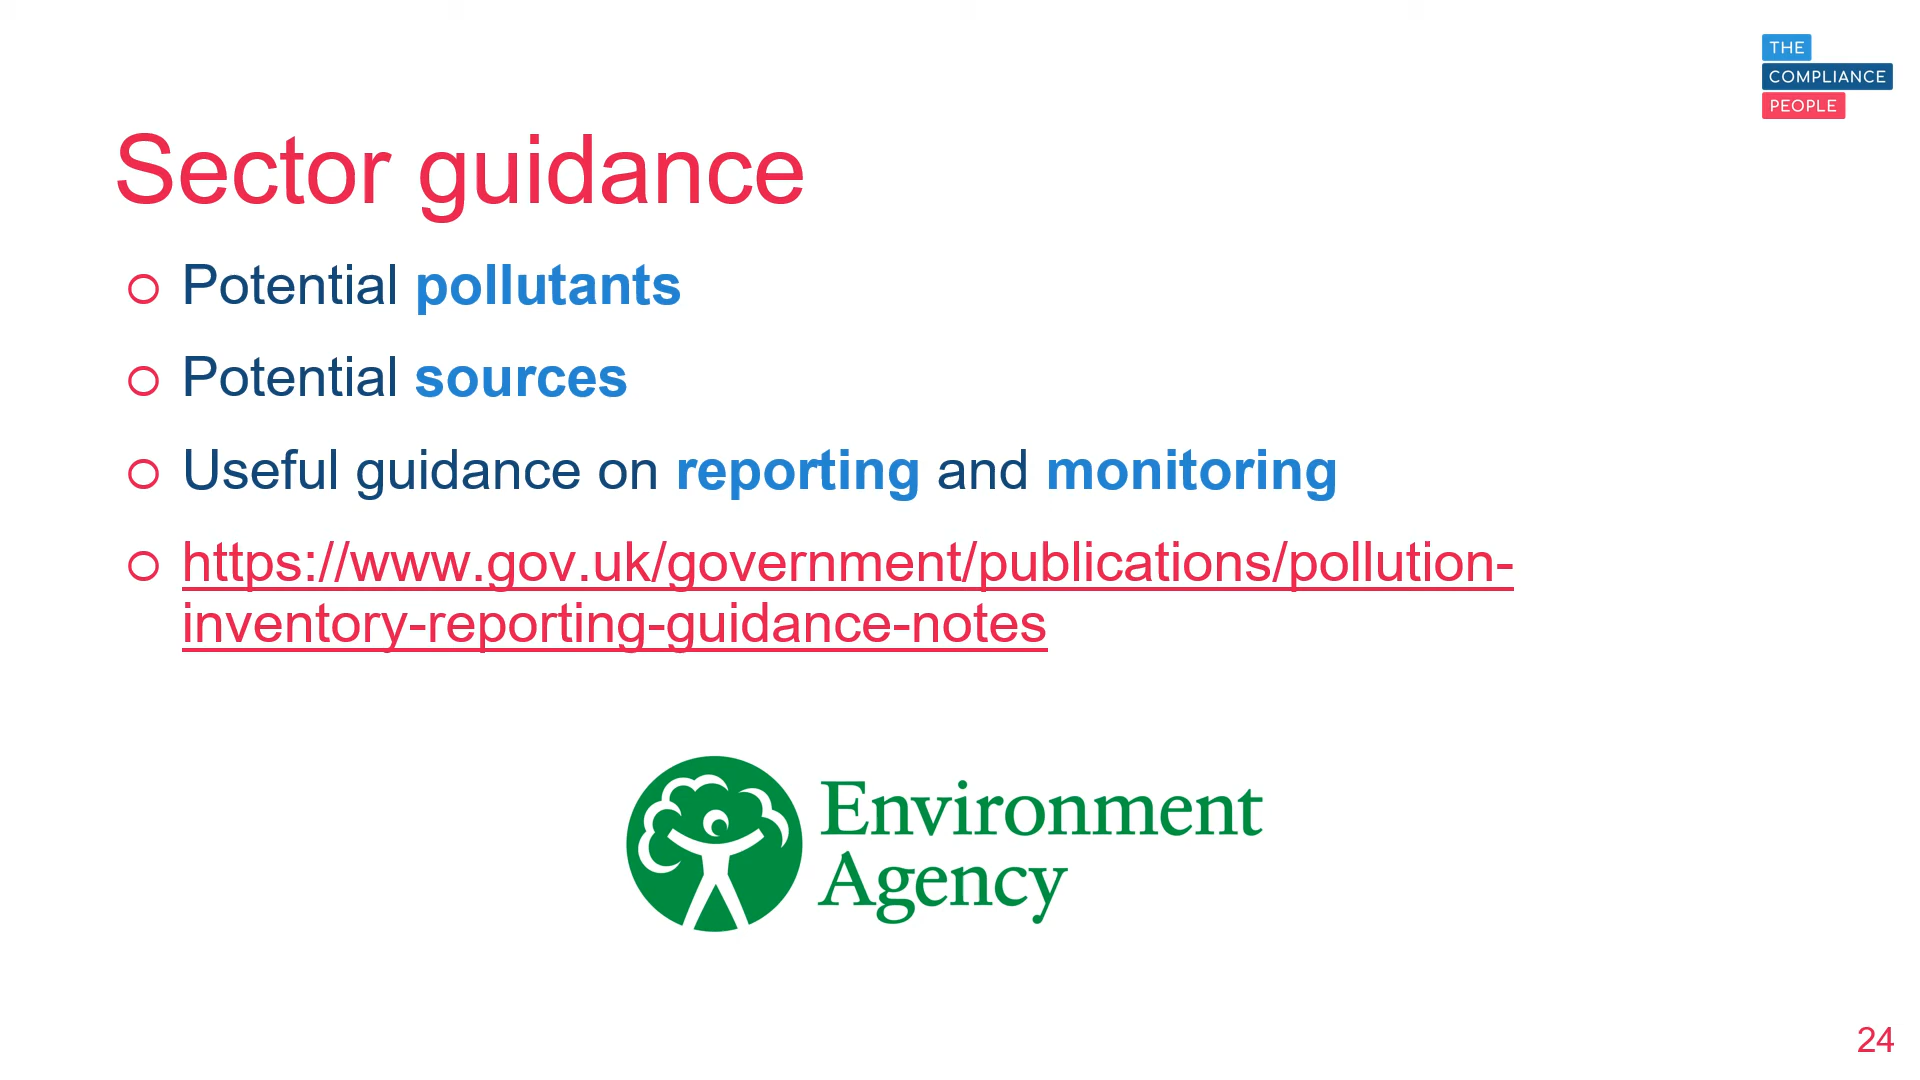 THE
COMPLIANCE
PEOPLE
Sector guidance
Potential pollutants
Potential sources
Useful guidance on reporting and monitoring
https://www.gov.uk/government/publications/pollution-
inventory-reporting-guidance-notes
Environment
Agency
24